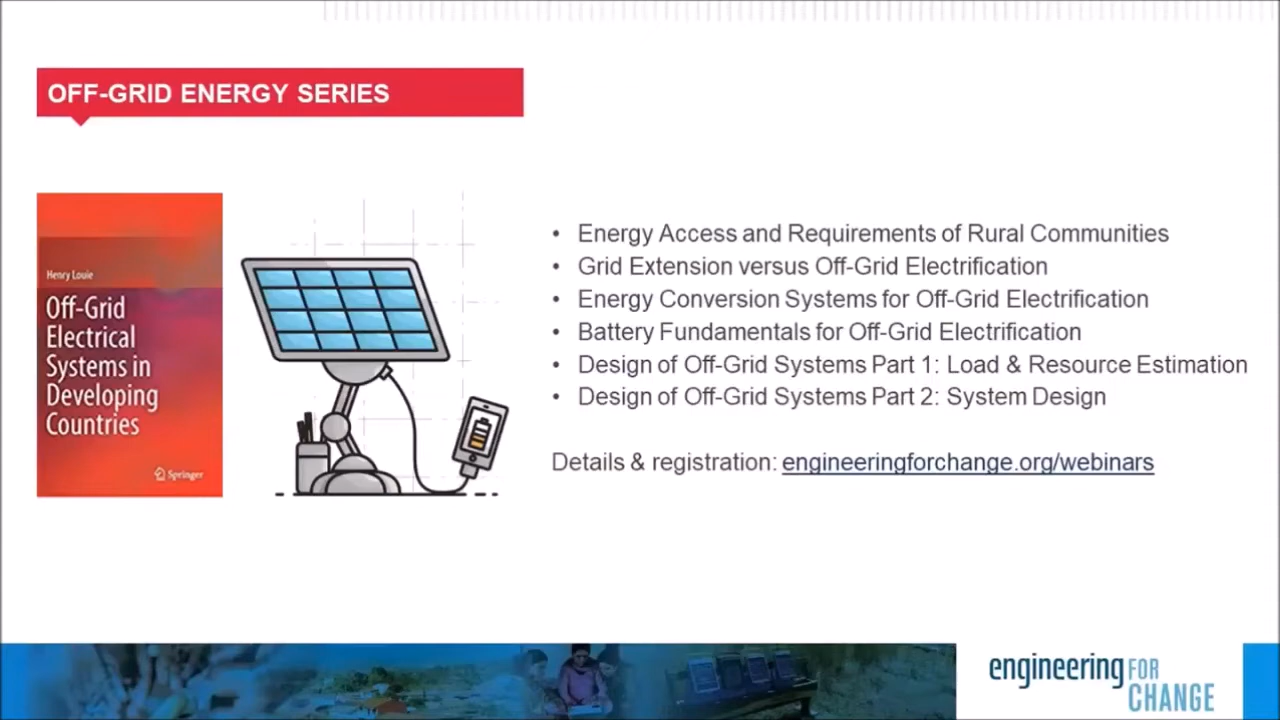 OFF-GRID ENERGY SERIES
Henry Louie
Off-Grid
Electrical
Systems in
Developing
Countries
Springer
• Energy Access and Requirements of Rural Communities
• Grid Extension versus Off-Grid Electrification
• Energy Conversion Systems for Off-Grid Electrification
• Battery Fundamentals for Off-Grid Electrification
• Design of Off-Grid Systems Part 1: Load & Resource Estimation
• Design of Off-Grid Systems Part 2: System Design
Details & registration: engineeringforchange.org/webinars
engineering FOR
CHANGE